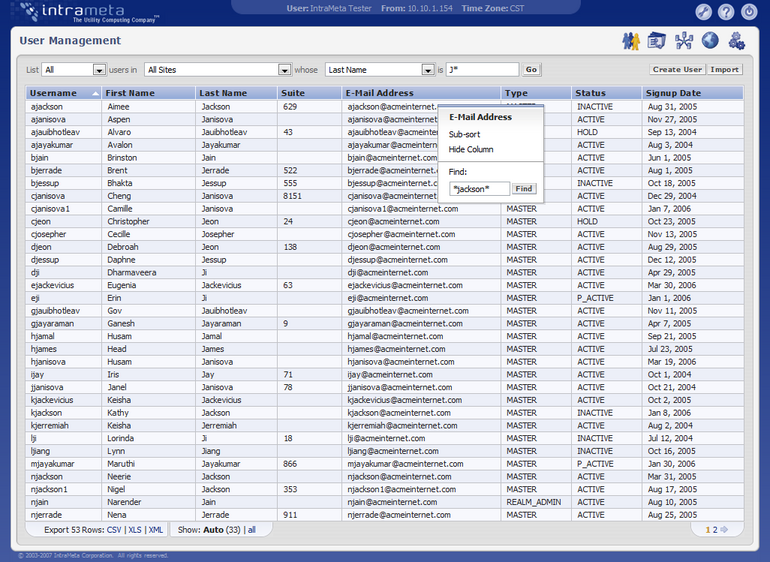 intrameta
The Utility Computing Company™
User: IntraMeta Tester From: 10.10.1.154 Time Zone: CST
User Management
List All users in All Sites whose Last Name is J* Go Create User Import
Username First Name Last Name Suite E-Mail Address Type Status Signup Date
ajackson Aimee Jackson 629 ajackson@acmeinternet. MASTER INACTIVE Aug 31, 2005
ajanisova Aspen Janisova ajanisova@acmeinternet. ACTIVE Nov 27, 2005
ajauibhotleav Alvaro Jauibhotleav 43 ajauibhotleav@acmeinte HOLD Sep 13, 2004
ajayakumar Avalon Jayakumar ajayakumar@acmeinterne ACTIVE Aug 3, 2004
bjain Brinston Jain bjain@acmeinternet.com ACTIVE Jun 1, 2005
bjerrade Brent Jerrade 522 bjerrade@acmeinternet.c ACTIVE Aug 1, 2005
bjessup Bhakta Jessup 555 bjessup@acmeinternet.co INACTIVE Oct 18, 2005
cjanisova Cheng Janisova 8151 cjanisova@acmeinternet. ACTIVE Dec 29, 2004
cjanisova1 Camille Janisova cjanisova1@acmeinternet.com MASTER ACTIVE Jan 7, 2006
cjeon Christopher Jeon 24 cjeon@acmeinternet.com MASTER HOLD Oct 23, 2005
cjosepher Cecille Josepher cjosepher@acmeinternet.com MASTER ACTIVE Nov 13, 2005
djeon Debroah Jeon 138 djeon@acmeinternet.com MASTER ACTIVE Aug 29, 2005
djessup Daphne Jessup djessup@acmeinternet.com MASTER ACTIVE Dec 12, 2005
dji Dharmaveera Ji dji@acmeinternet.com MASTER ACTIVE Apr 29, 2005
ejackevicius Eugenia Jackevicius 63 ejackevicius@acmeinternet.com MASTER ACTIVE Mar 30, 2006
eji Erin Ji eji@acmeinternet.com MASTER P_ACTIVE Jan 1, 2006
gjauibhotleav Gov Jauibhotleav gjauibhotleav@acmeinternet.com MASTER ACTIVE Nov 11, 2005
gjayaraman Ganesh Jayaraman 9 gjayaraman@acmeinternet.com MASTER ACTIVE Apr 7, 2005
hjamal Husam Jamal hjamal@acmeinternet.com MASTER ACTIVE Sep 21, 2005
hjames Head James hjames@acmeinternet.com MASTER ACTIVE Jul 23, 2005
hjanisova Husam Janisova hjanisova@acmeinternet.com MASTER ACTIVE Mar 19, 2006
ijay Iris Jay 71 ijay@acmeinternet.com MASTER ACTIVE Oct 1, 2004
jjanisova Janel Janisova 78 jjanisova@acmeinternet.com MASTER ACTIVE Oct 21, 2004
kjackevicius Keisha Jackevicius kjackevicius@acmeinternet.com MASTER ACTIVE Oct 2, 2005
kjackson Kathy Jackson kjackson@acmeinternet.com MASTER INACTIVE Jan 8, 2006
kjerremiah Keisha Jerremiah kjerremiah@acmeinternet.com MASTER ACTIVE Aug 2, 2004
lji Lorinda Ji 18 lji@acmeinternet.com MASTER INACTIVE Jul 12, 2004
ljiang Lynn Jiang ljiang@acmeinternet.com MASTER INACTIVE Oct 16, 2005
mjayakumar Maruthi Jayakumar 866 mjayakumar@acmeinternet.com MASTER P_ACTIVE Jan 30, 2006
njackson Neerie Jackson njackson@acmeinternet.com MASTER ACTIVE Mar 31, 2005
njackson1 Nigel Jackson 353 njackson1@acmeinternet.com MASTER ACTIVE Aug 17, 2005
njain Narender Jain njain@acmeinternet.com REALM_ADMIN ACTIVE Aug 10, 2005
njerrade Nena Jerrade 911 njerrade@acmeinternet.com MASTER ACTIVE Aug 25, 2005
E-Mail Address
Sub-sort
Hide Column
Find:
*jackson* Find
Export 53 Rows: CSV | XLS | XML Show: Auto (33) | all 1 2
© 2003-2007 IntraMeta Corporation. All rights reserved.